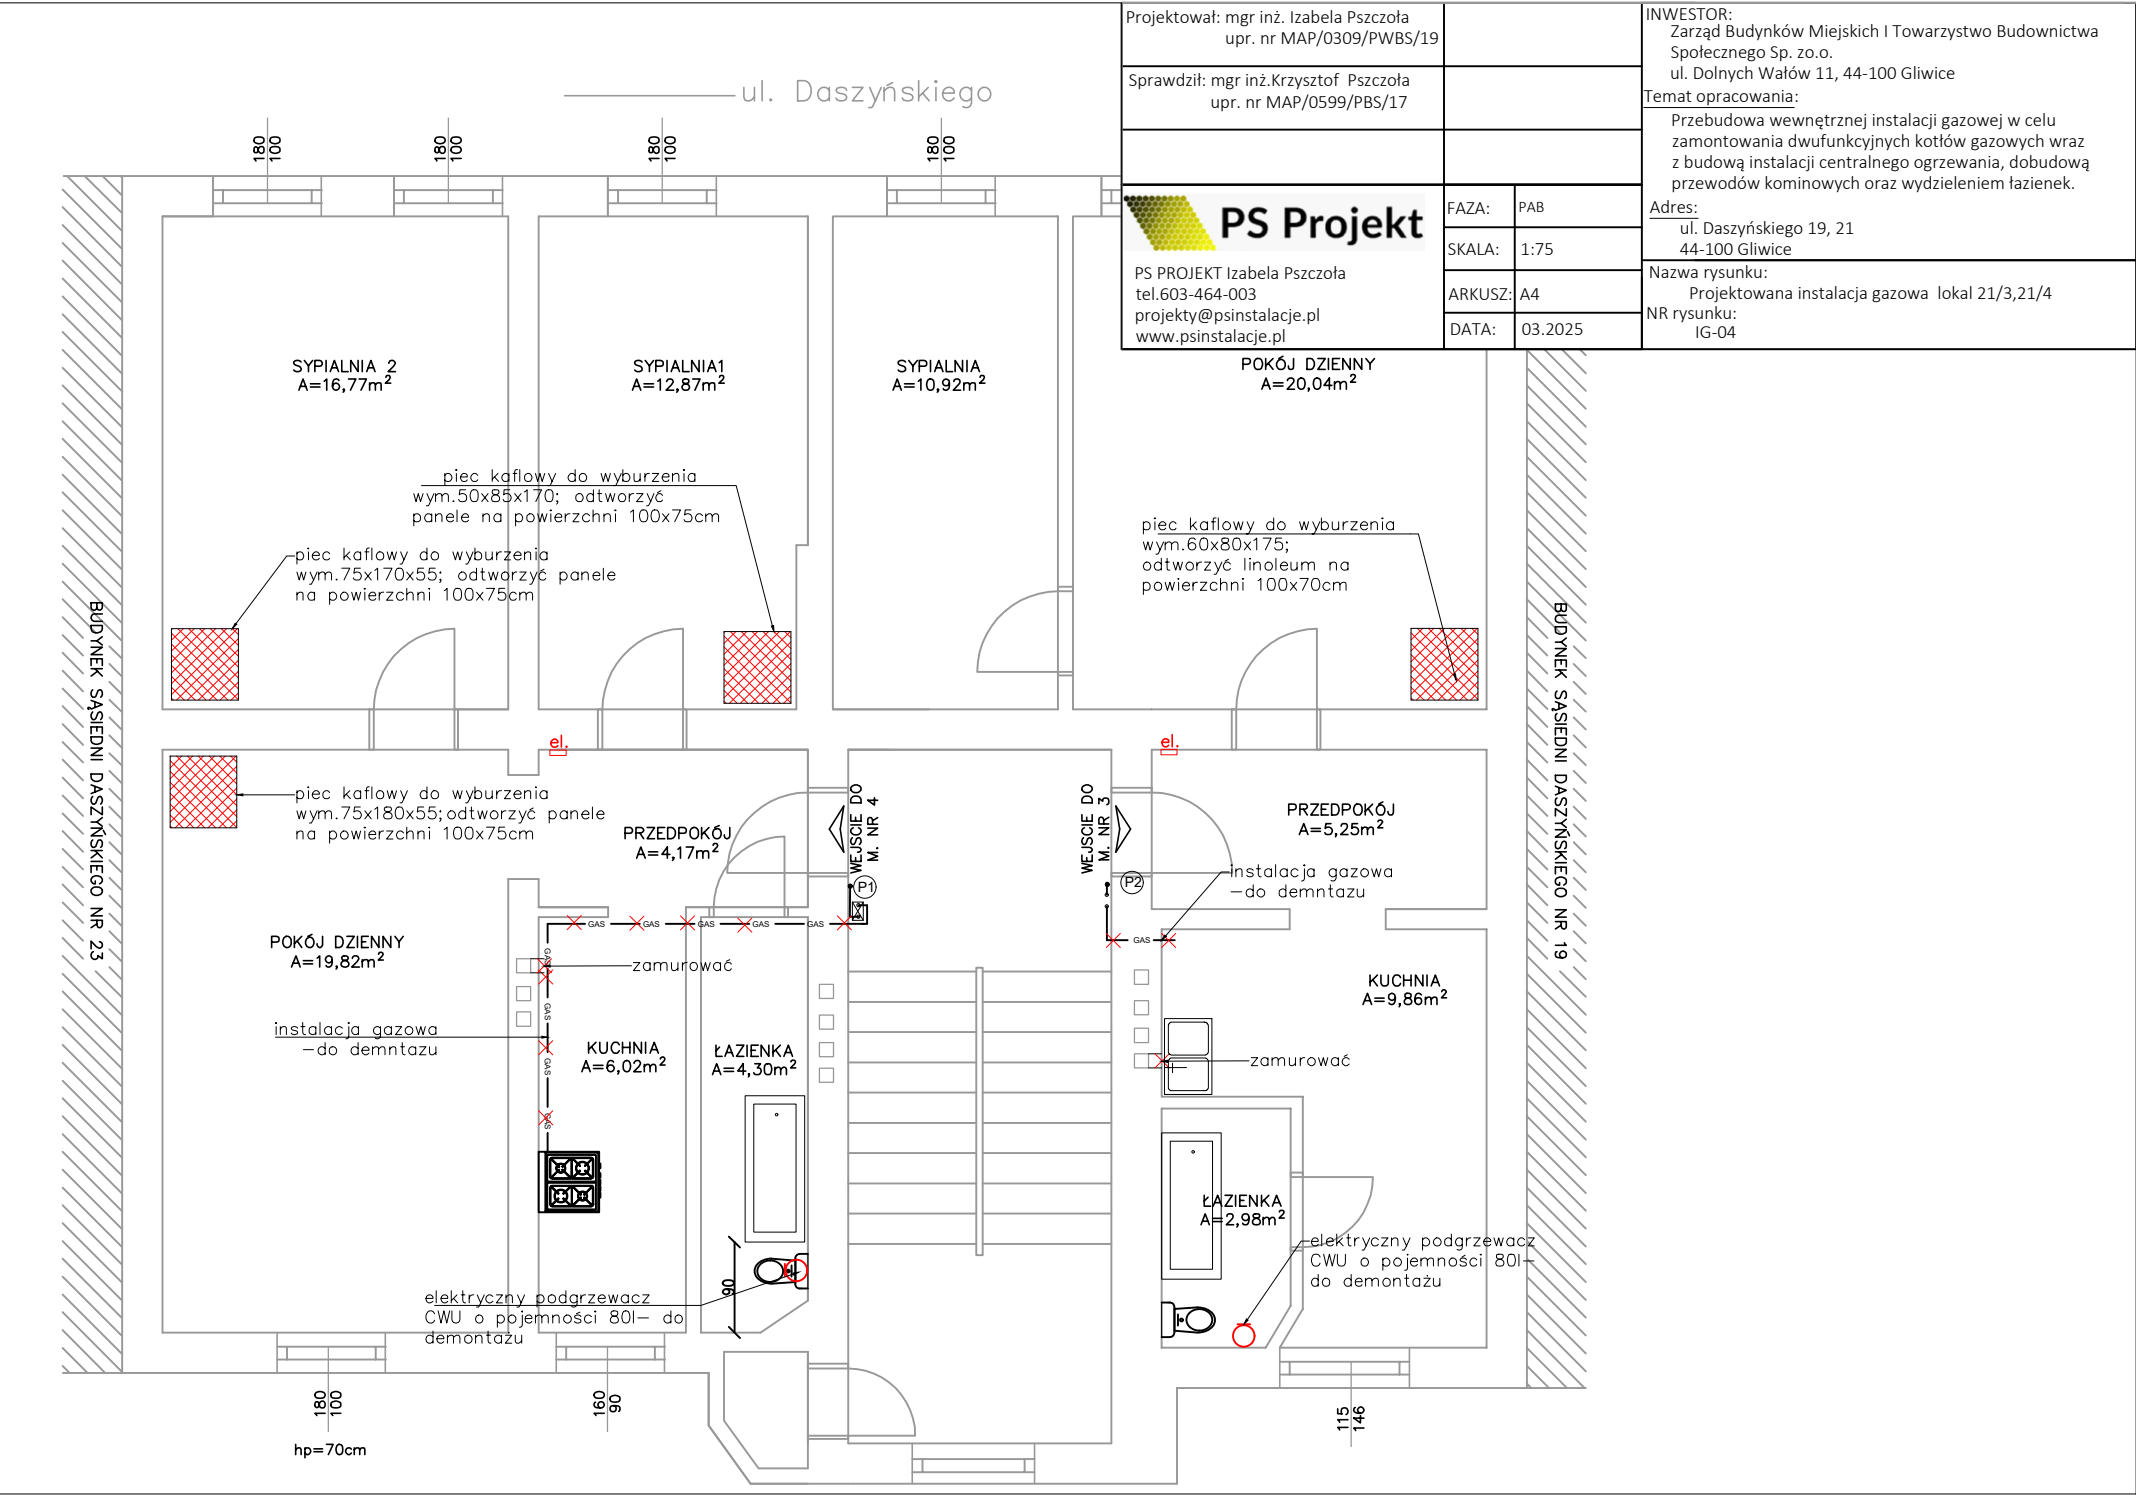 Projektował: mgr inż. Izabela Pszczoła
upr. nr MAP/0309/PWBS/19
Sprawdził: mgr inż.Krzysztof Pszczoła
upr. nr MAP/0599/PBS/17
PS Projekt
PS PROJEKT Izabela Pszczoła
tel.603-464-003
projekty@psinstalacje.pl
www.psinstalacje.pl
FAZA: PAB
SKALA: 1:75
ARKUSZ: A4
DATA: 03.2025
INWESTOR:
Zarząd Budynków Miejskich I Towarzystwo Budownictwa
Społecznego Sp. zo.o.
ul. Dolnych Wałów 11, 44-100 Gliwice
Temat opracowania:
Przebudowa wewnętrznej instalacji gazowej w celu
zamontowania dwufunkcyjnych kotłów gazowych wraz
z budową instalacji centralnego ogrzewania, dobudową
przewodów kominowych oraz wydzieleniem łazienek.
Adres:
ul. Daszyńskiego 19, 21
44-100 Gliwice
Nazwa rysunku:
Projektowana instalacja gazowa lokal 21/3,21/4
NR rysunku:
IG-04
ul. Daszyńskiego
180
100
180
100
180
100
180
100
SYPIALNIA 2
A=16,77m²
SYPIALNIA1
A=12,87m²
SYPIALNIA
A=10,92m²
POKÓJ DZIENNY
A=20,04m²
piec kaflowy do wyburzenia
wym.50x85x170; odtworzyć
panele na powierzchni 100x75cm
piec kaflowy do wyburzenia
wym.75x170x55; odtworzyć panele
na powierzchni 100x75cm
piec kaflowy do wyburzenia
wym.60x80x175;
odtworzyć linoleum na
powierzchni 100x70cm
BUDYNEK SĄSIEDNI DASZYŃSKIEGO NR 23
BUDYNEK SĄSIEDNI DASZYŃSKIEGO NR 19
el.
el.
piec kaflowy do wyburzenia
wym.75x180x55;odtworzyć panele
na powierzchni 100x75cm
PRZEDPOKÓJ
A=4,17m²
WEJSCIE DO
M. NR 4
WEJSCIE DO
M. NR 3
P1
P2
PRZEDPOKÓJ
A=5,25m²
instalacja gazowa
-do demntazu
GAS
GAS
GAS
GAS
GAS
GAS
POKÓJ DZIENNY
A=19,82m²
zamurować
GAS
GAS
GAS
GAS
KUCHNIA
A=9,86m²
instalacja gazowa
-do demntazu
KUCHNIA
A=6,02m²
ŁAZIENKA
A=4,30m²
zamurować
ŁAZIENKA
A=2,98m²
elektryczny podgrzewacz
CWU o pojemności 80l-
do demontażu
90
elektryczny podgrzewacz
CWU o pojemności 80l- do
demontażu
180
100
hp=70cm
160
90
115
146